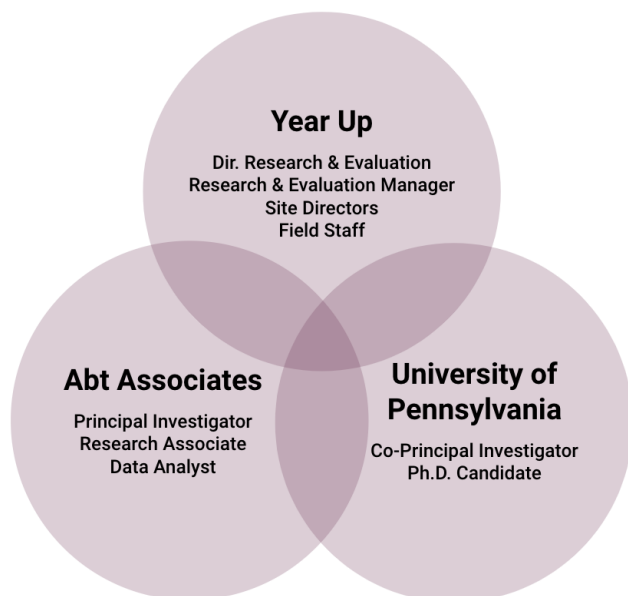 Year Up
Dir. Research & Evaluation
Research & Evaluation Manager
Site Directors
Field Staff
Abt Associates
Principal Investigator
Research Associate
Data Analyst
University of
Pennsylvania
Co-Principal Investigator
Ph.D. Candidate